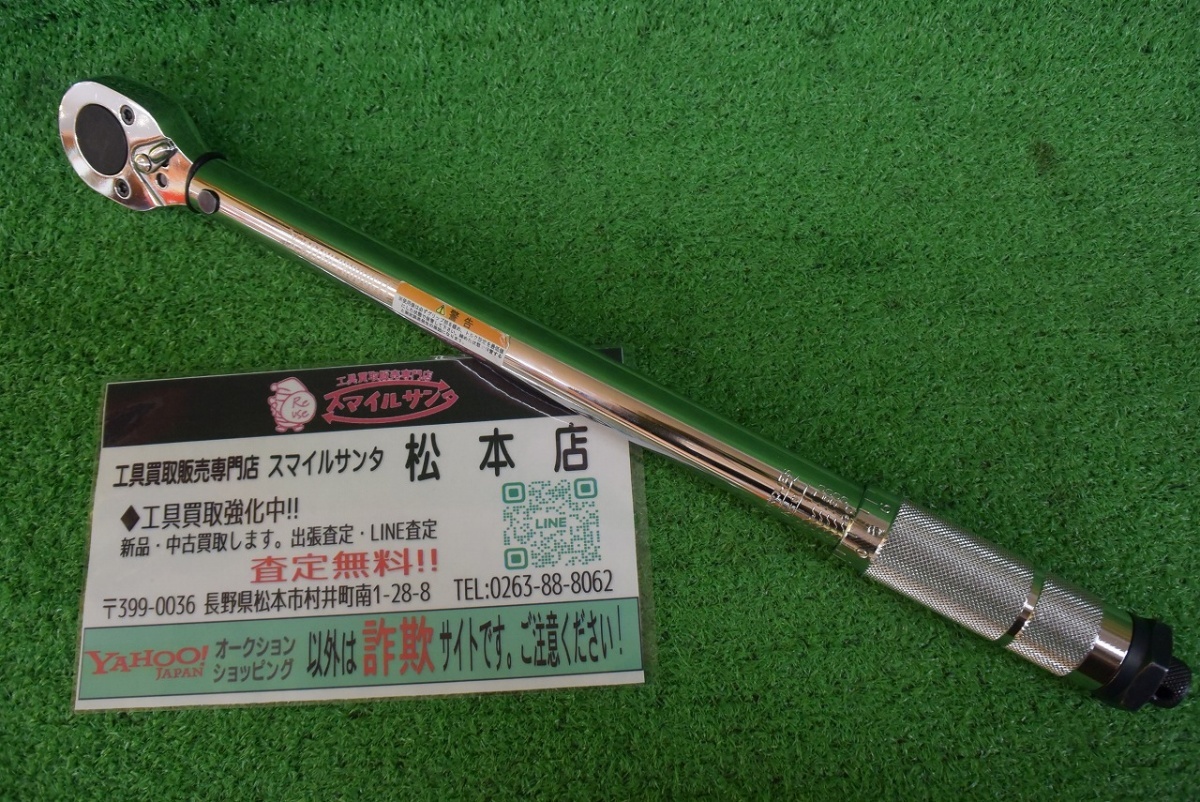 警告
工具買取販売専門店
Re
use
スマイルサンタ
工具買取販売専門店 スマイルサンタ 松本店
◆工具買取強化中!!
新品・中古買取します。出張査定・LINE査定
LINE
査定無料!!
〒399-0036 長野県松本市村井町南1-28-8 TEL:0263-88-8062
YAHOO! JAPAN オークション ショッピング 以外は詐欺サイトです。ご注意ください!